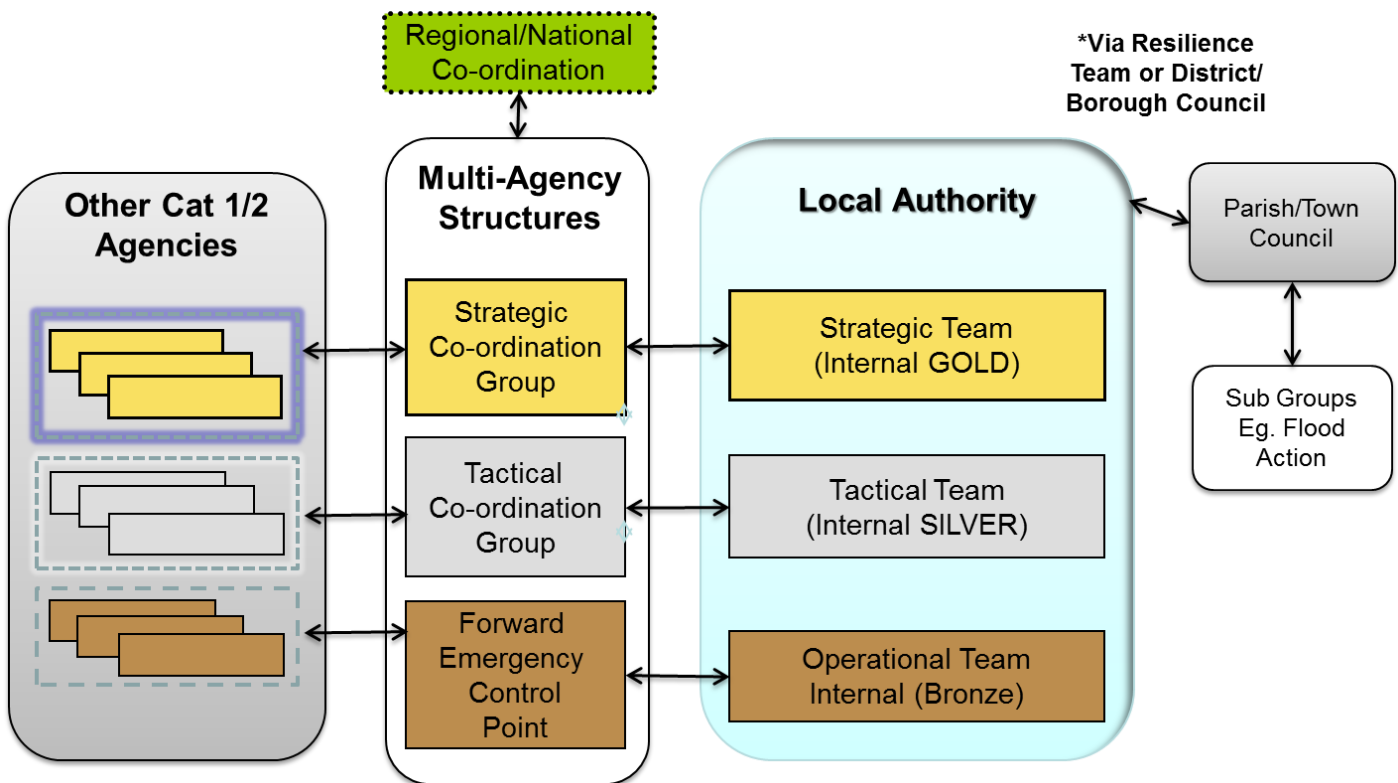 Regional/National
Co-ordination
*Via Resilience
Team or District/
Borough Council
Other Cat 1/2
Agencies
Multi-Agency
Structures
Local Authority
Parish/Town
Council
Strategic
Co-ordination
Group
Strategic Team
(Internal GOLD)
Sub Groups
Eg. Flood
Action
Tactical
Co-ordination
Group
Tactical Team
(Internal SILVER)
Forward
Emergency
Control
Point
Operational Team
Internal (Bronze)